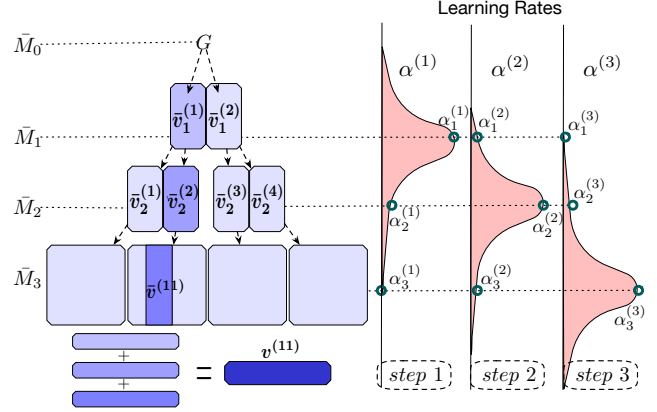 Learning Rates
M̄₀ G α⁽¹⁾ α⁽²⁾ α⁽³⁾
v̄₁⁽¹⁾ v̄₁⁽²⁾ α₁⁽¹⁾ α₁⁽²⁾ α₁⁽³⁾
M̄₁
v̄₂⁽¹⁾ v̄₂⁽²⁾ v̄₂⁽³⁾ v̄₂⁽⁴⁾ α₂⁽³⁾
M̄₂ α₂⁽¹⁾ α₂⁽²⁾
M̄₃ v̄⁽¹¹⁾ α₃⁽¹⁾ α₃⁽²⁾ α₃⁽³⁾
+ = v⁽¹¹⁾
+
step 1 step 2 step 3